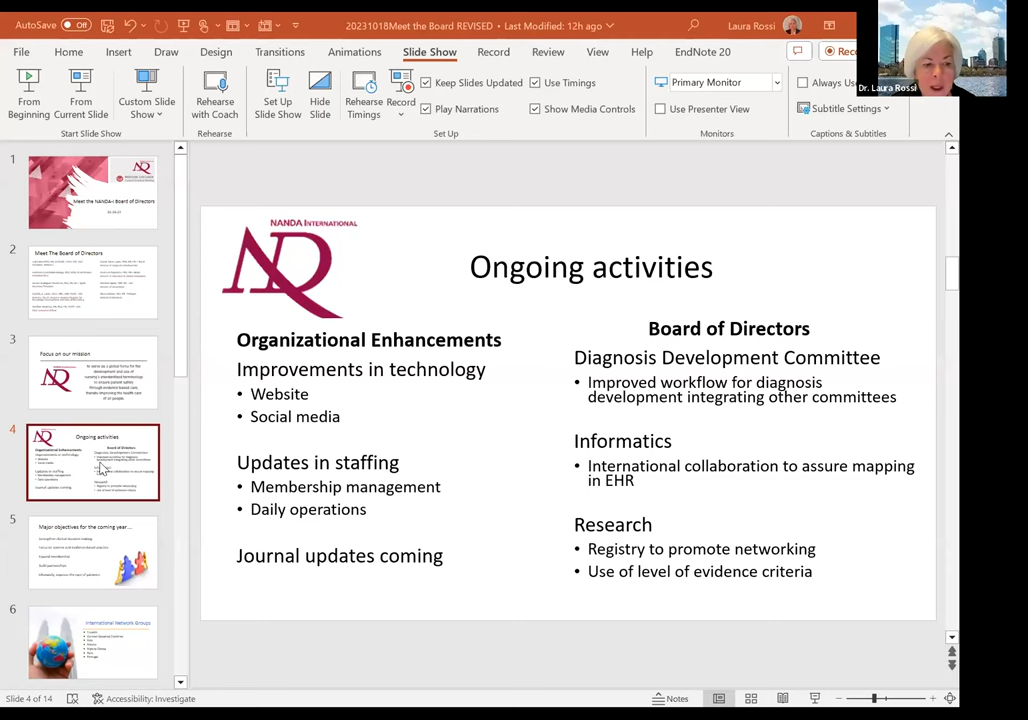 AutoSave Off 20231018Meet the Board REVISED • Last Modified: 12h ago Laura Rossi
File Home Insert Draw Design Transitions Animations Slide Show Record Review View Help EndNote 20
From Beginning
From Current Slide
Custom Slide Show
Rehearse with Coach
Set Up Slide Show
Hide Slide
Rehearse Timings
Record
Keep Slides Updated
Play Narrations
Use Timings
Show Media Controls
Primary Monitor
Use Presenter View
Subtitle Settings
Dr. Laura Rossi
Start Slide Show Rehearse Set Up Monitors Captions & Subtitles
1
Meet the NANDA-I Board of Directors
2
Meet The Board of Directors
3
Focus on our mission
4
Ongoing activities
5
Major objectives for the coming year....
6
International Network Groups
NANDA INTERNATIONAL
Ongoing activities
Organizational Enhancements
Improvements in technology
• Website
• Social media
Updates in staffing
• Membership management
• Daily operations
Journal updates coming
Board of Directors
Diagnosis Development Committee
• Improved workflow for diagnosis
development integrating other committees
Informatics
• International collaboration to assure mapping
in EHR
Research
• Registry to promote networking
• Use of level of evidence criteria
Slide 4 of 14 Accessibility: Investigate Notes